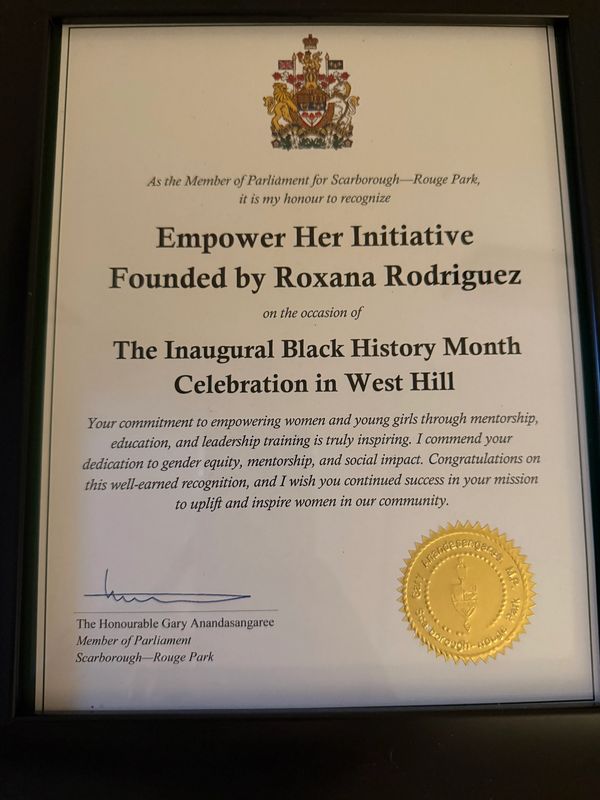 As the Member of Parliament for Scarborough—Rouge Park,
it is my honour to recognize
Empower Her Initiative
Founded by Roxana Rodriguez
on the occasion of
The Inaugural Black History Month
Celebration in West Hill
Your commitment to empowering women and young girls through mentorship,
education, and leadership training is truly inspiring. I commend your
dedication to gender equity, mentorship, and social impact. Congratulations on
this well-earned recognition, and I wish you continued success in your mission
to uplift and inspire women in our community.
The Honourable Gary Anandasangaree
Member of Parliament
Scarborough—Rouge Park
Gary Anandasangaree, M.P.